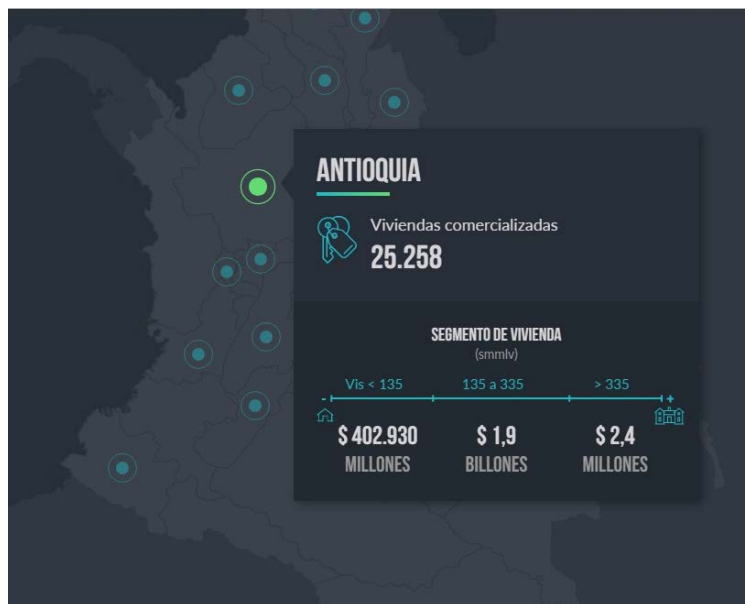 ANTIOQUIA
Viviendas comercializadas
25.258
SEGMENTO DE VIVIENDA
(smmlv)
Vis < 135 135 a 335 > 335
- +
$ 402.930 $ 1,9 $ 2,4
MILLONES BILLONES MILLONES